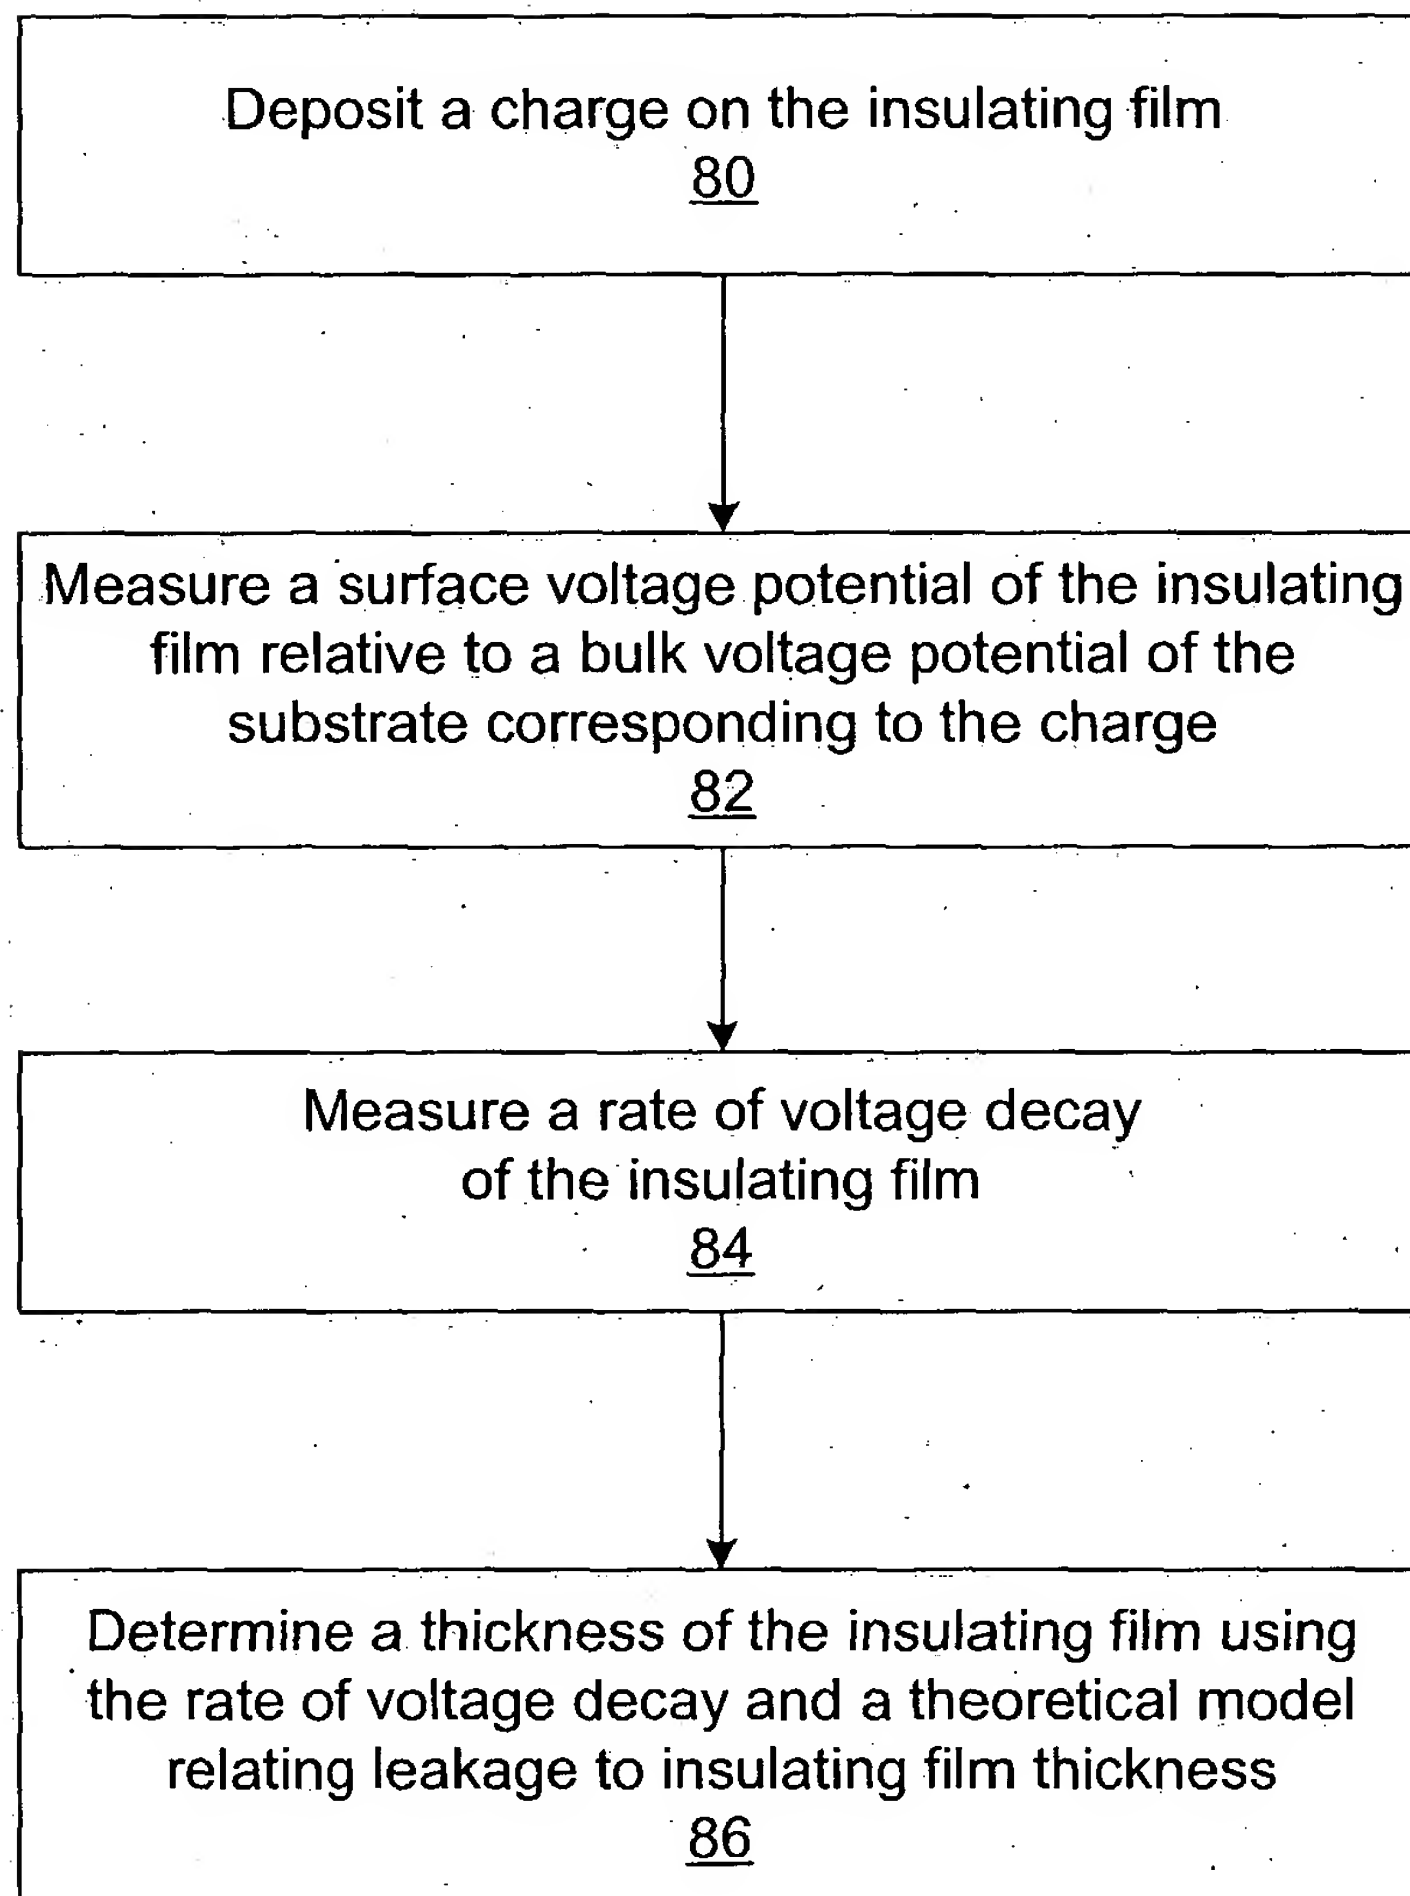 Deposit a charge on the insulating film
80
Measure a surface voltage potential of the insulating
film relative to a bulk voltage potential of the
substrate corresponding to the charge
82
Measure a rate of voltage decay
of the insulating film
84
Determine a thickness of the insulating film using
the rate of voltage decay and a theoretical model
relating leakage to insulating film thickness
86